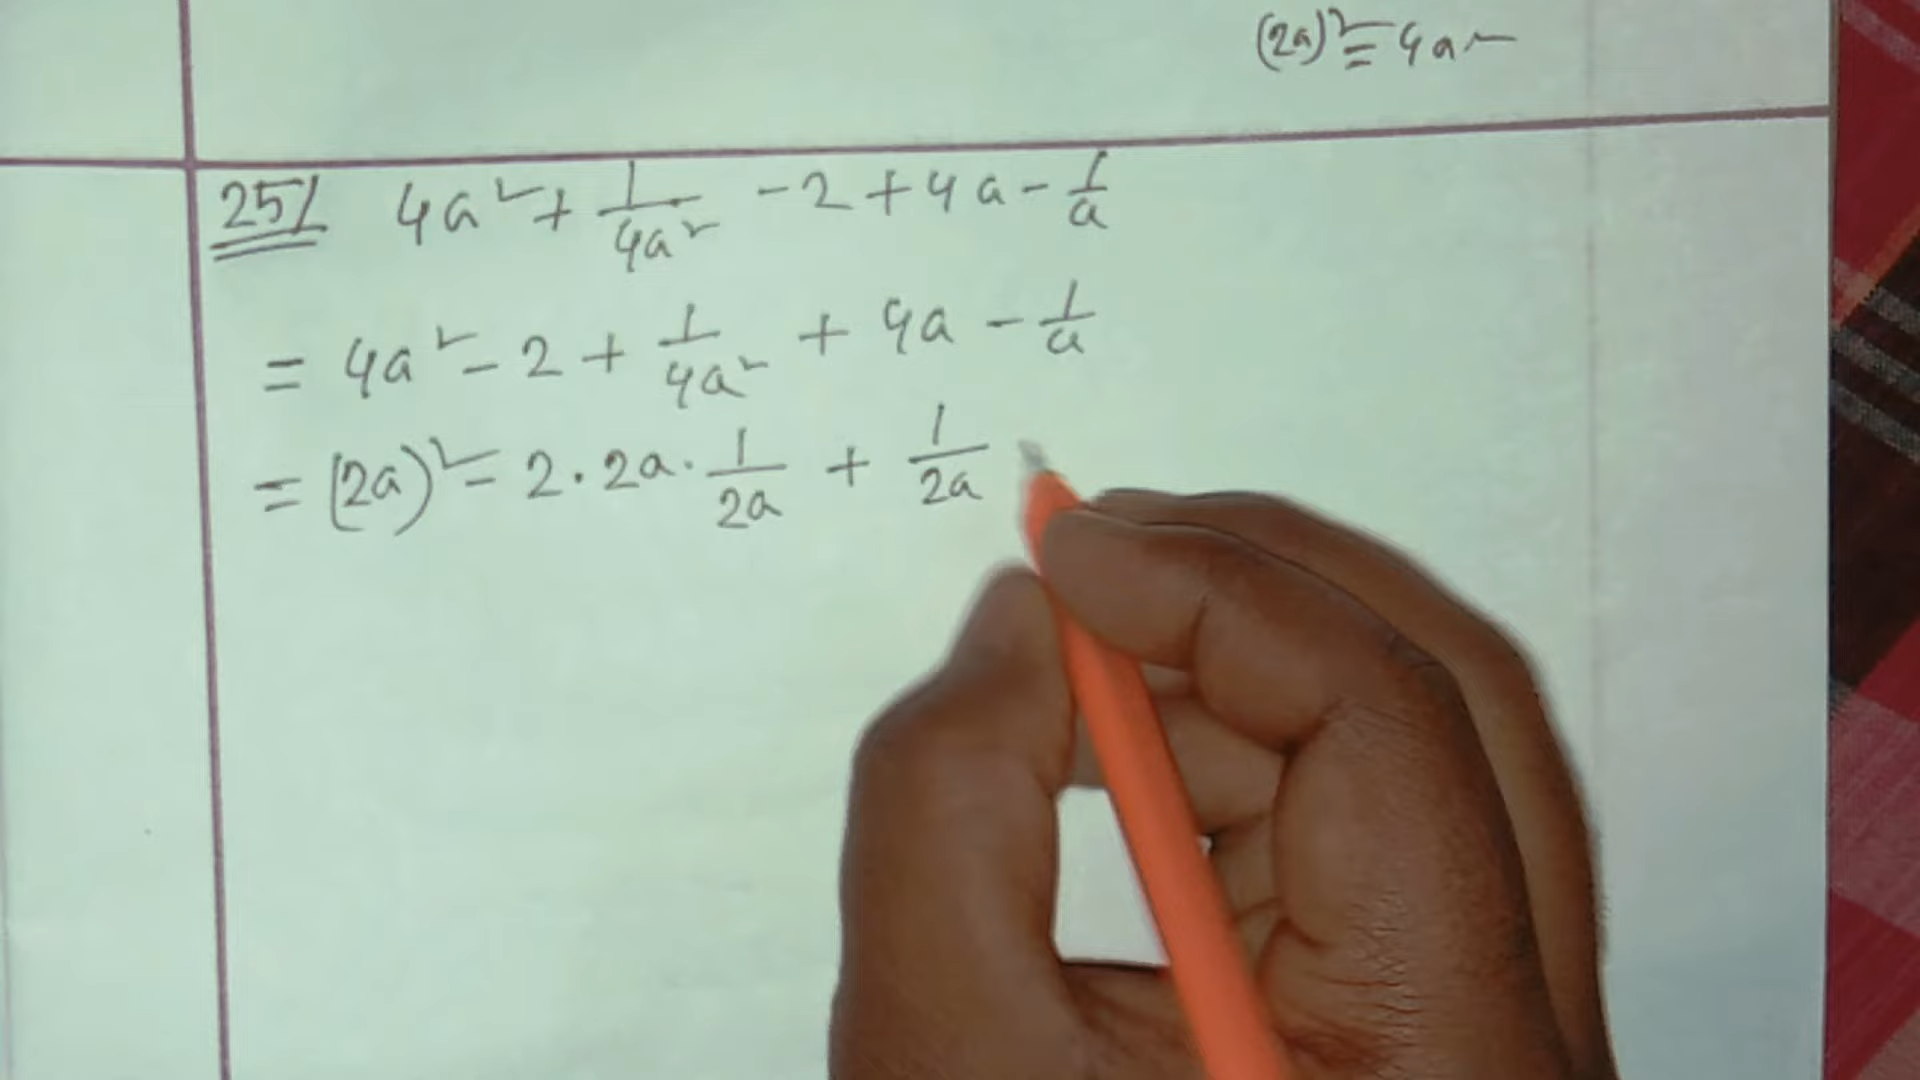 (2a)² = 4a²
25/ 4a² + 1/4a² - 2 + 4a - 1/a
= 4a² - 2 + 1/4a² + 4a - 1/a
= (2a)² - 2 · 2a · 1/2a + 1/2a